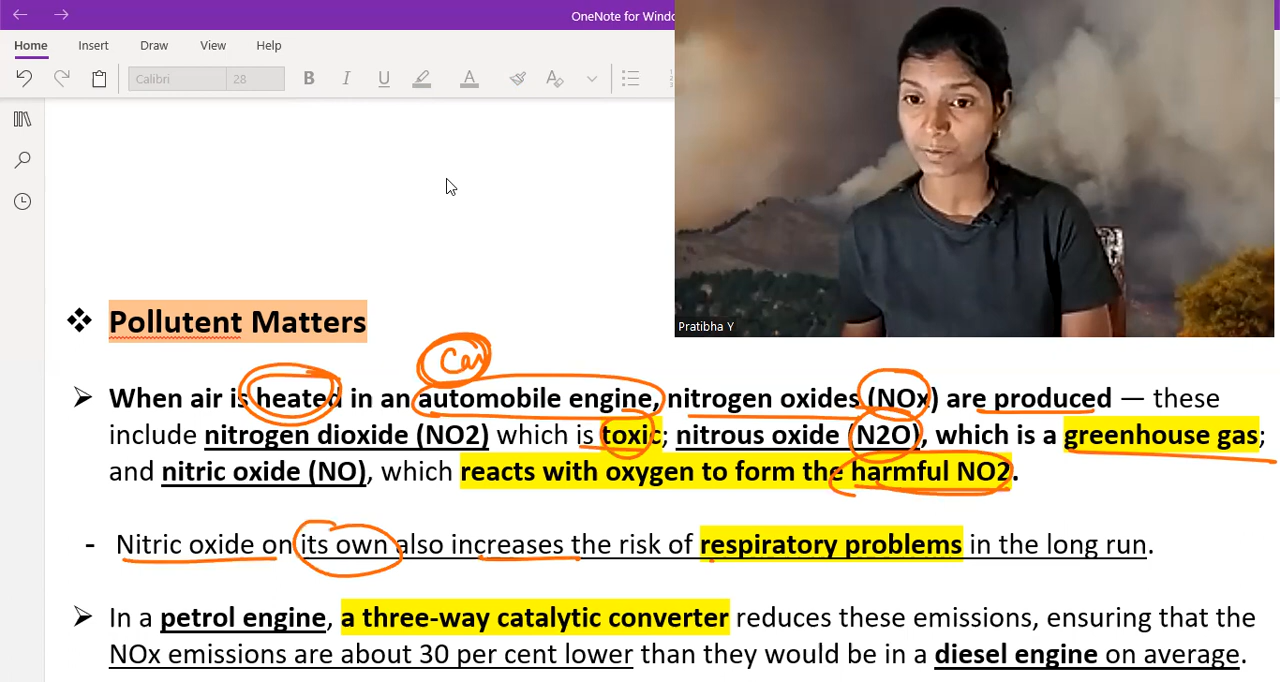 OneNote for Windo
Home Insert Draw View Help
Calibri 28 B I U A
Pratibha Y
Pollutent Matters
Car
When air is heated in an automobile engine, nitrogen oxides (NOx) are produced — these
include nitrogen dioxide (NO2) which is toxic; nitrous oxide (N2O), which is a greenhouse gas;
and nitric oxide (NO), which reacts with oxygen to form the harmful NO2.
- Nitric oxide on its own also increases the risk of respiratory problems in the long run.
In a petrol engine, a three-way catalytic converter reduces these emissions, ensuring that the
NOx emissions are about 30 per cent lower than they would be in a diesel engine on average.